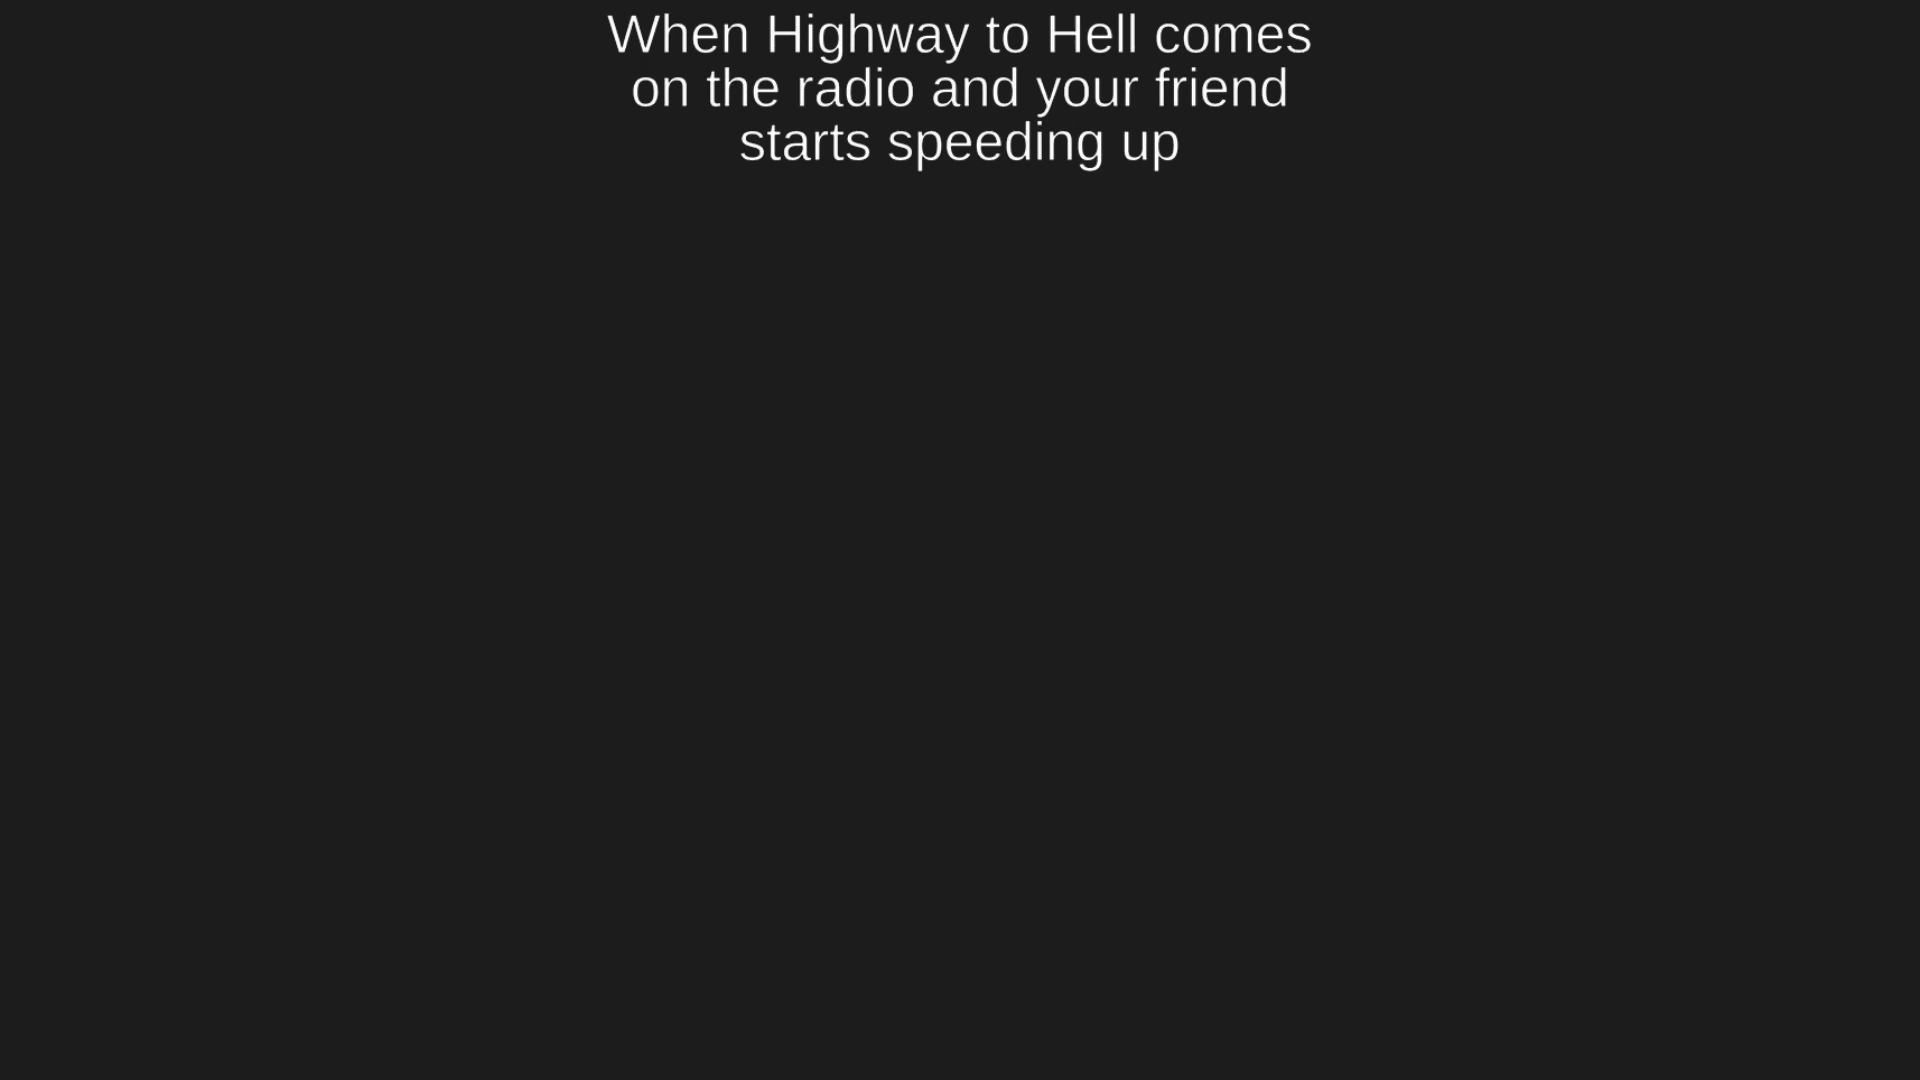 When Highway to Hell comes
on the radio and your friend
starts speeding up